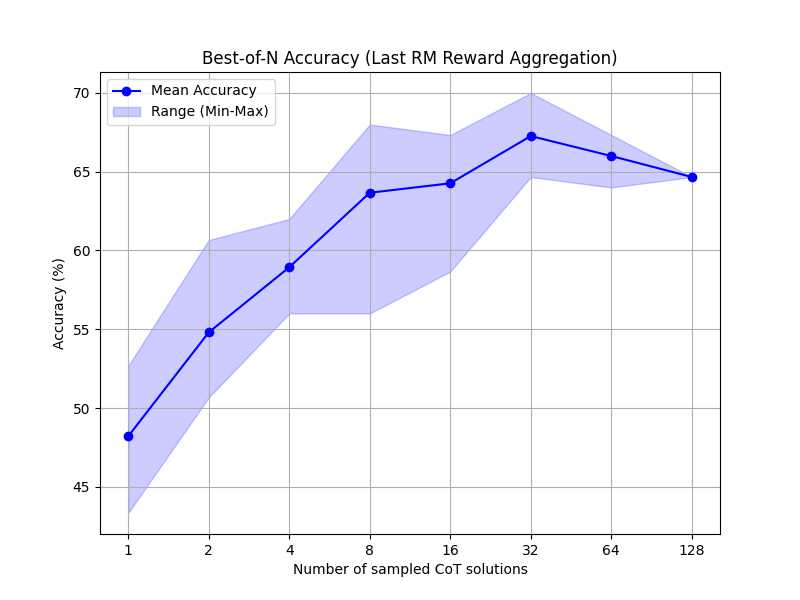 Best-of-N Accuracy (Last RM Reward Aggregation)
Mean Accuracy
Range (Min-Max)
Accuracy (%)
70
65
60
55
50
45
1 2 4 8 16 32 64 128
Number of sampled CoT solutions